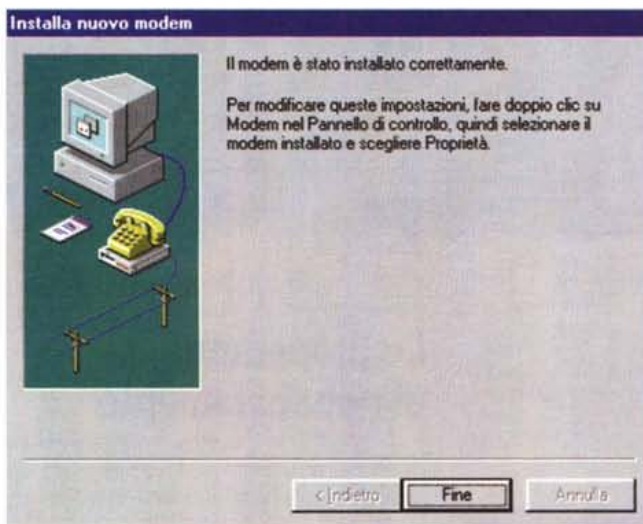 Installa nuovo modem
Il modem è stato installato correttamente.
Per modificare queste impostazioni, fare doppio clic su
Modem nel Pannello di controllo, quindi selezionare il
modem installato e scegliere Proprietà.
< Indietro
Fine
Annulla